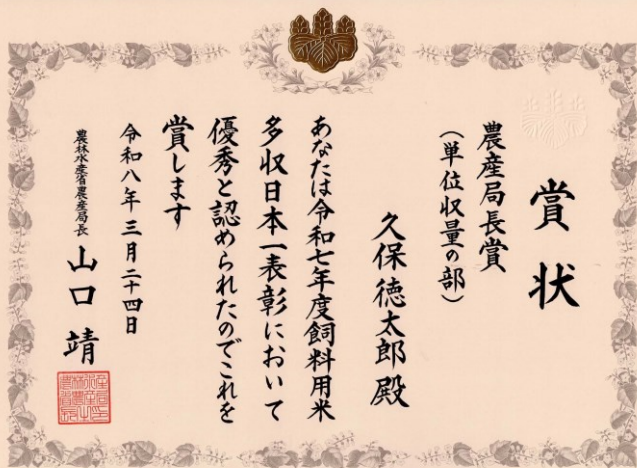 賞状
農産局長賞
（単位収量の部）
久保徳太郎殿
あなたは令和七年度飼料用米
多収日本一表彰において
優秀と認められたのでこれを
賞します
令和八年三月二十四日
農林水産省農産局長 山口靖